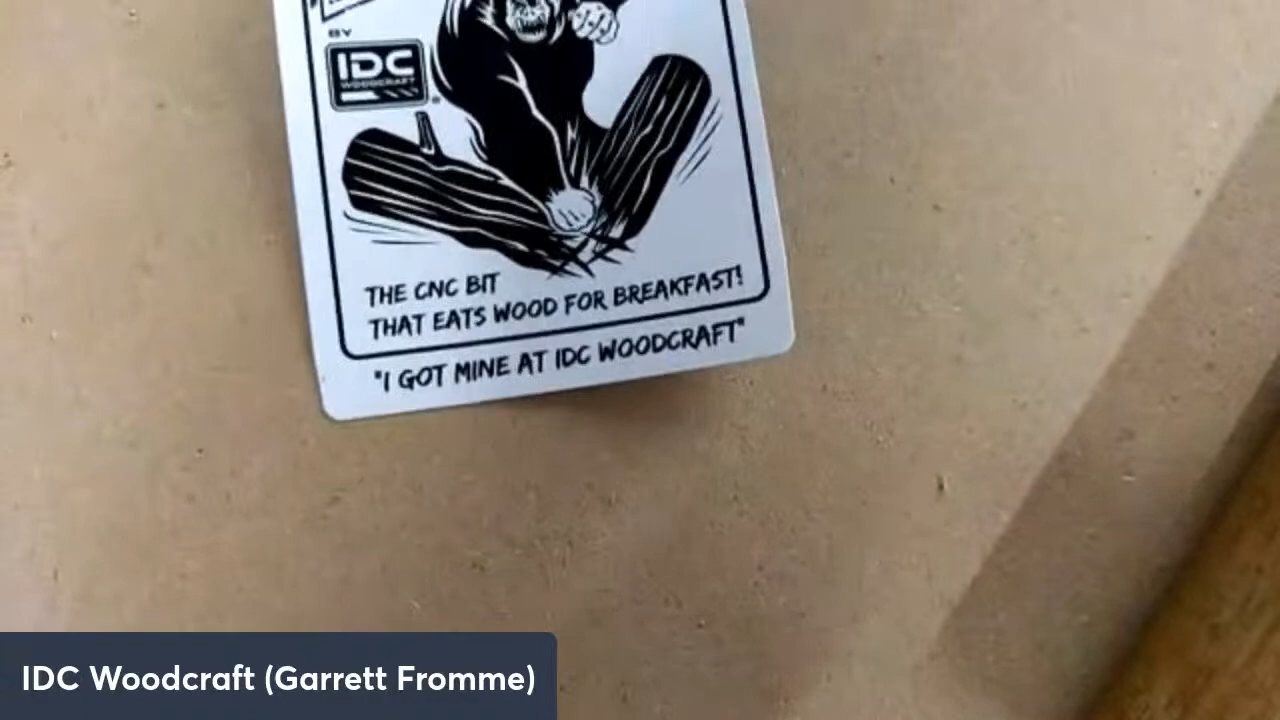 BY
IDC
WOODCRAFT
THE CNC BIT
THAT EATS WOOD FOR BREAKFAST!
"I GOT MINE AT IDC WOODCRAFT"
IDC Woodcraft (Garrett Fromme)